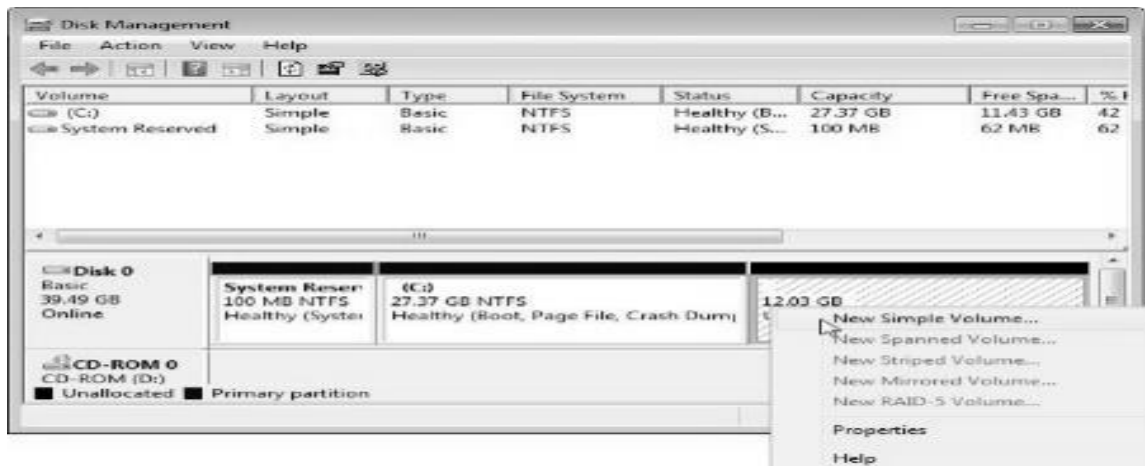 Disk Management
File Action View Help
Volume Layout Type File System Status Capacity Free Spa... %
(C:) Simple Basic NTFS Healthy (B... 27.37 GB 11.43 GB 42
System Reserved Simple Basic NTFS Healthy (S... 100 MB 62 MB 62
Disk 0
Basic
39.49 GB
Online
System Reser
100 MB NTFS
Healthy (System
(C:)
27.37 GB NTFS
Healthy (Boot, Page File, Crash Dump
12.03 GB
New Simple Volume...
New Spanned Volume...
New Striped Volume...
New Mirrored Volume...
New RAID-5 Volume...
Properties
Help
CD-ROM 0
CD-ROM (D:)
Unallocated Primary partition